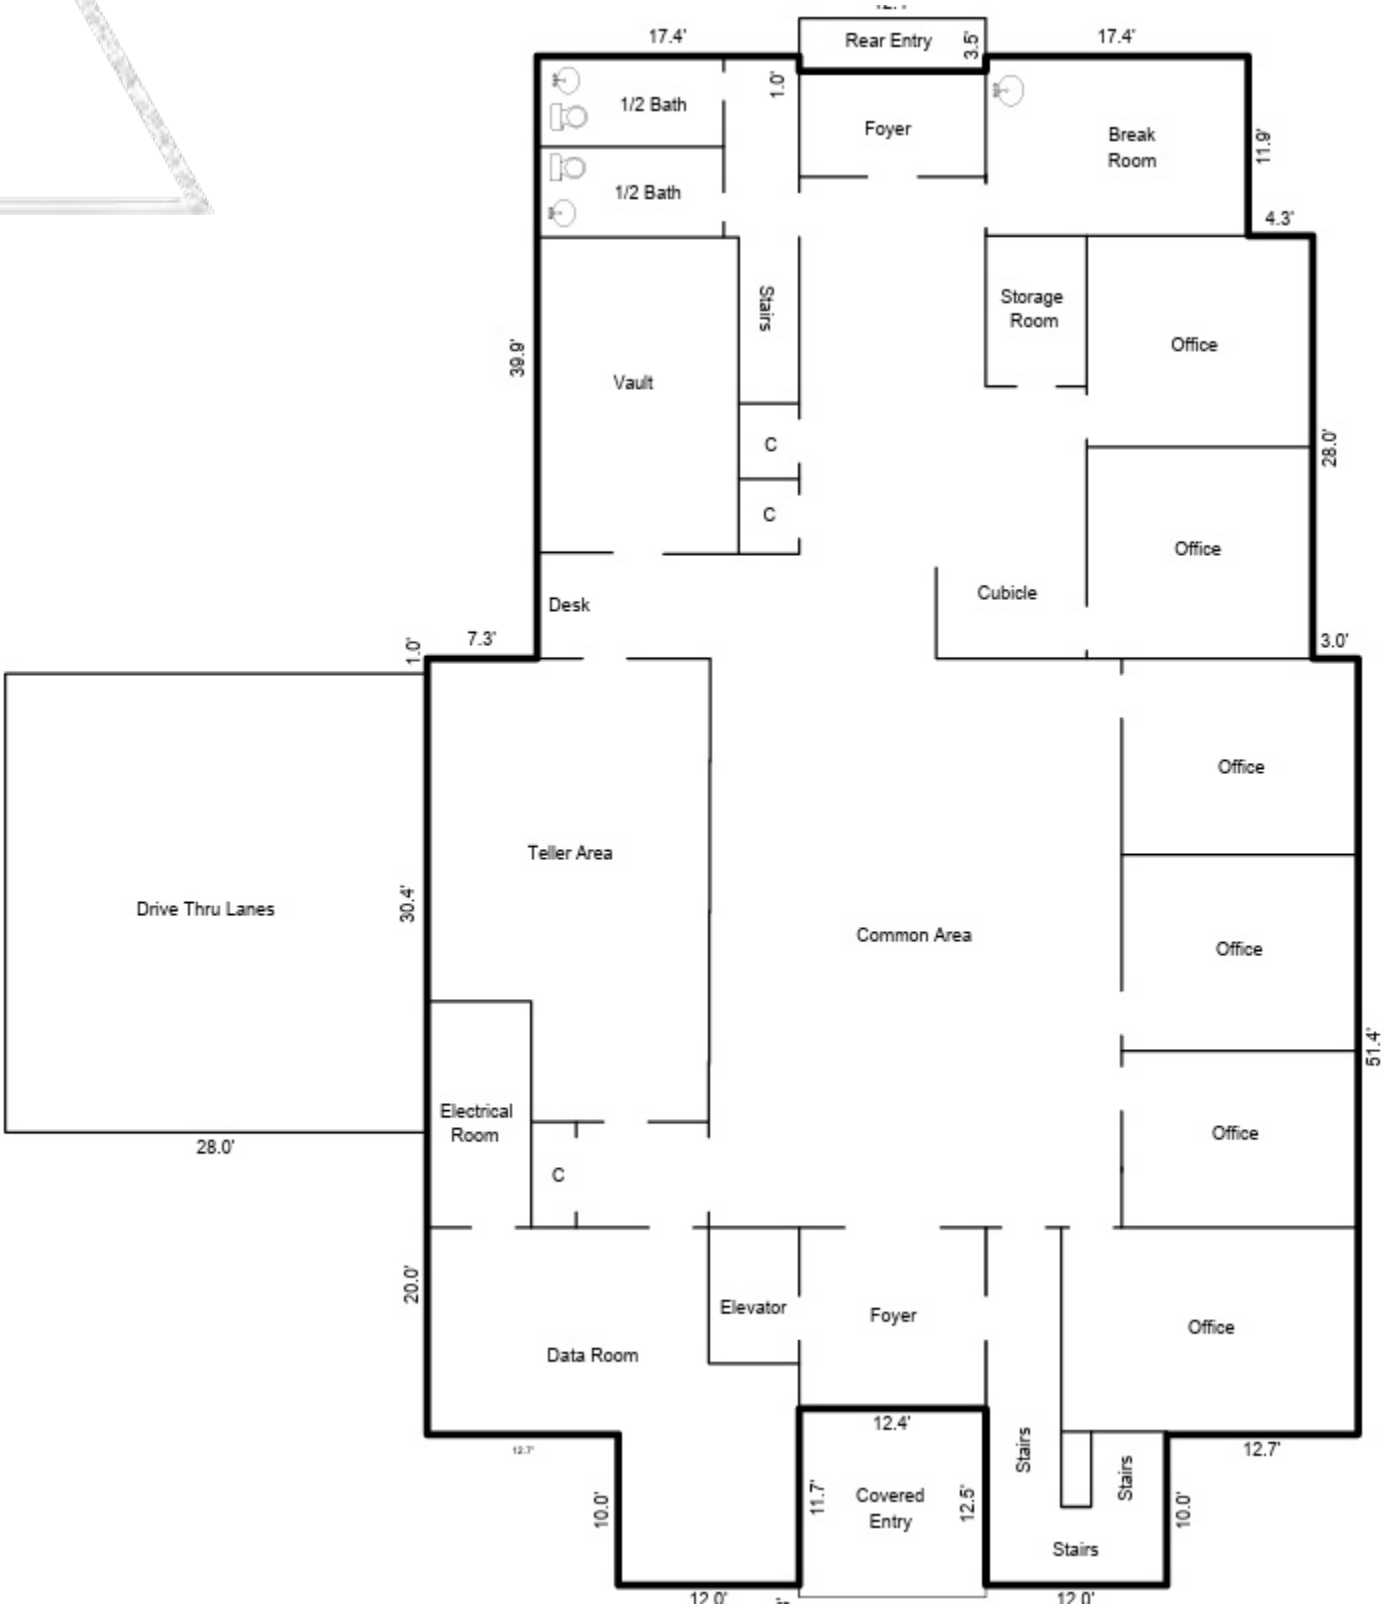 17.4'
Rear Entry
3.5'
17.4'
1.0'
1/2 Bath
Foyer
Break
Room
11.9'
1/2 Bath
4.3'
Stairs
Storage
Room
Office
39.9'
Vault
C
28.0'
C
Office
Cubicle
Desk
7.3'
1.0'
3.0'
Office
Teller Area
Drive Thru Lanes
30.4'
Common Area
Office
51.4'
Electrical
Room
Office
28.0'
C
20.0'
Elevator
Foyer
Office
Data Room
12.4'
12.7'
Stairs
12.7'
Stairs
10.0'
11.7'
Covered
Entry
12.5'
10.0'
Stairs
12.0'
12.0'